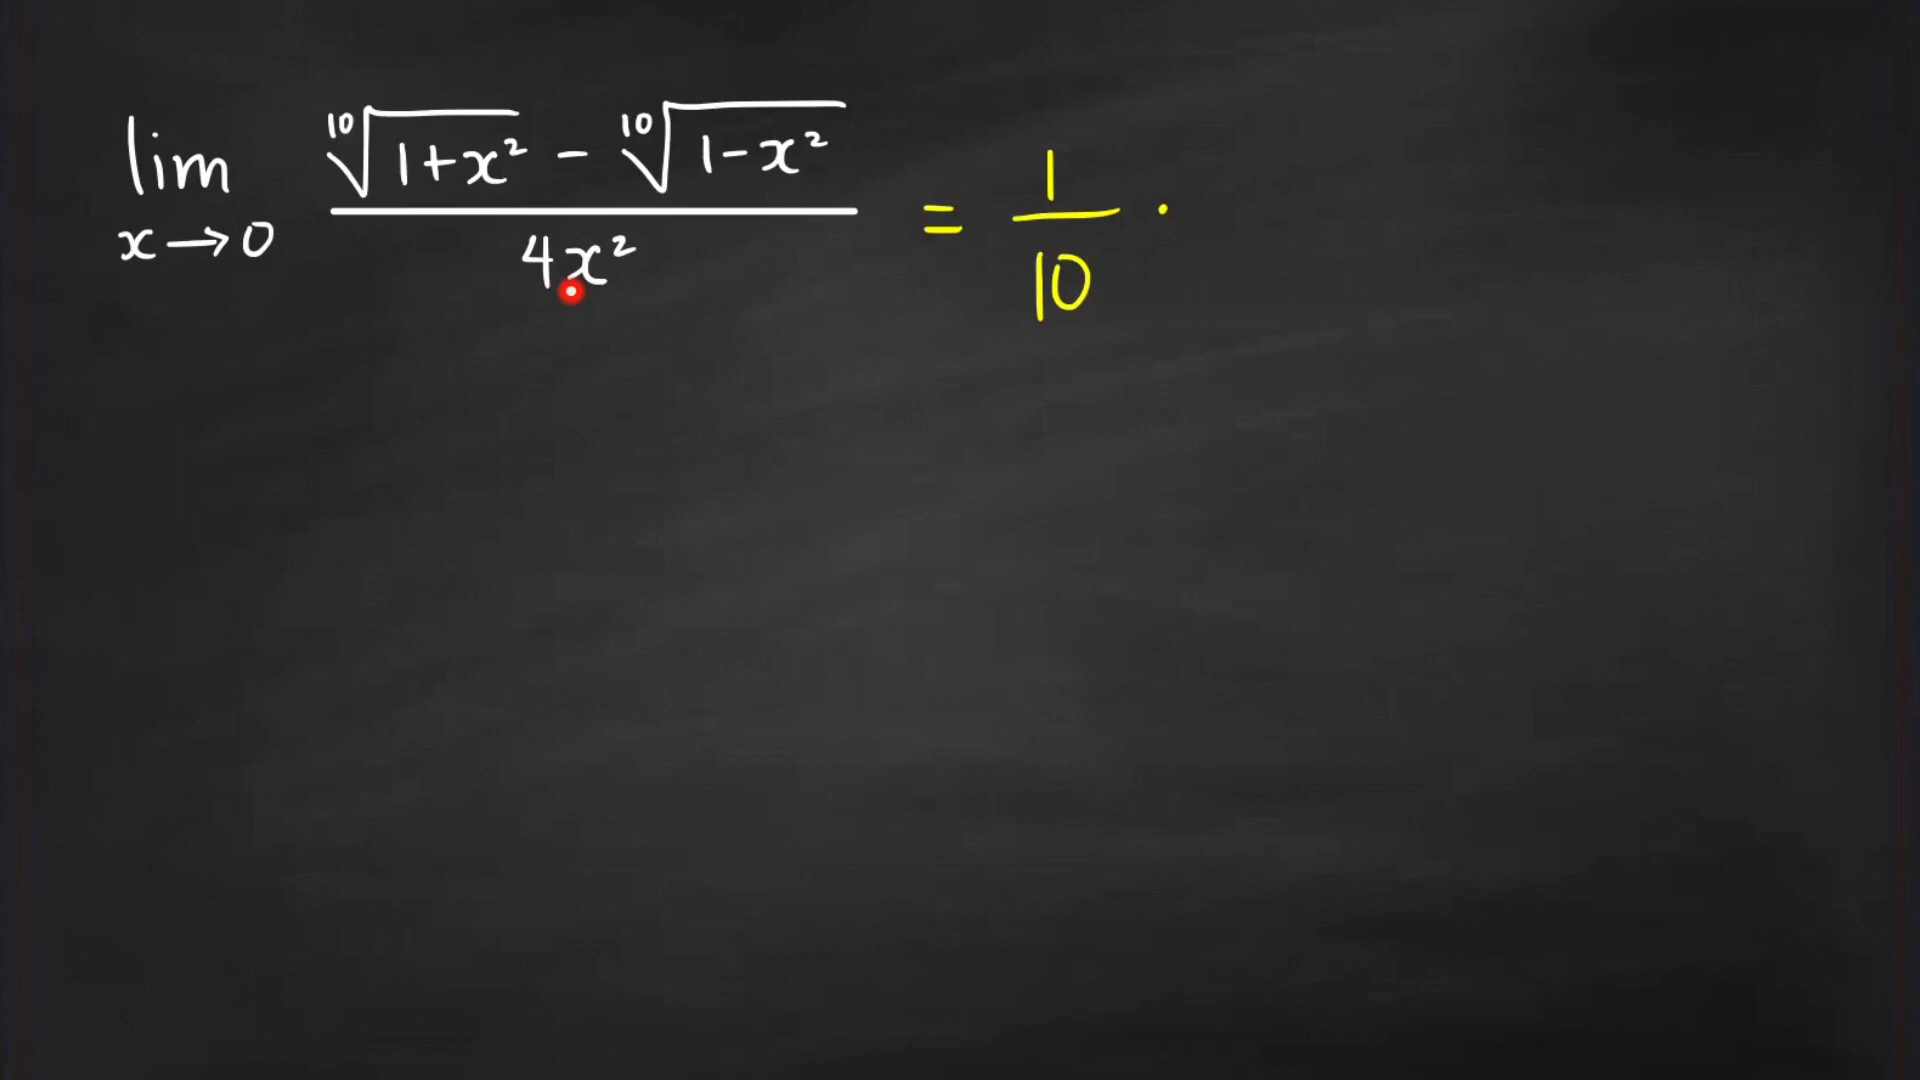 lim x→0 (¹⁰√(1+x²) - ¹⁰√(1-x²)) / 4x² = 1/10 ·